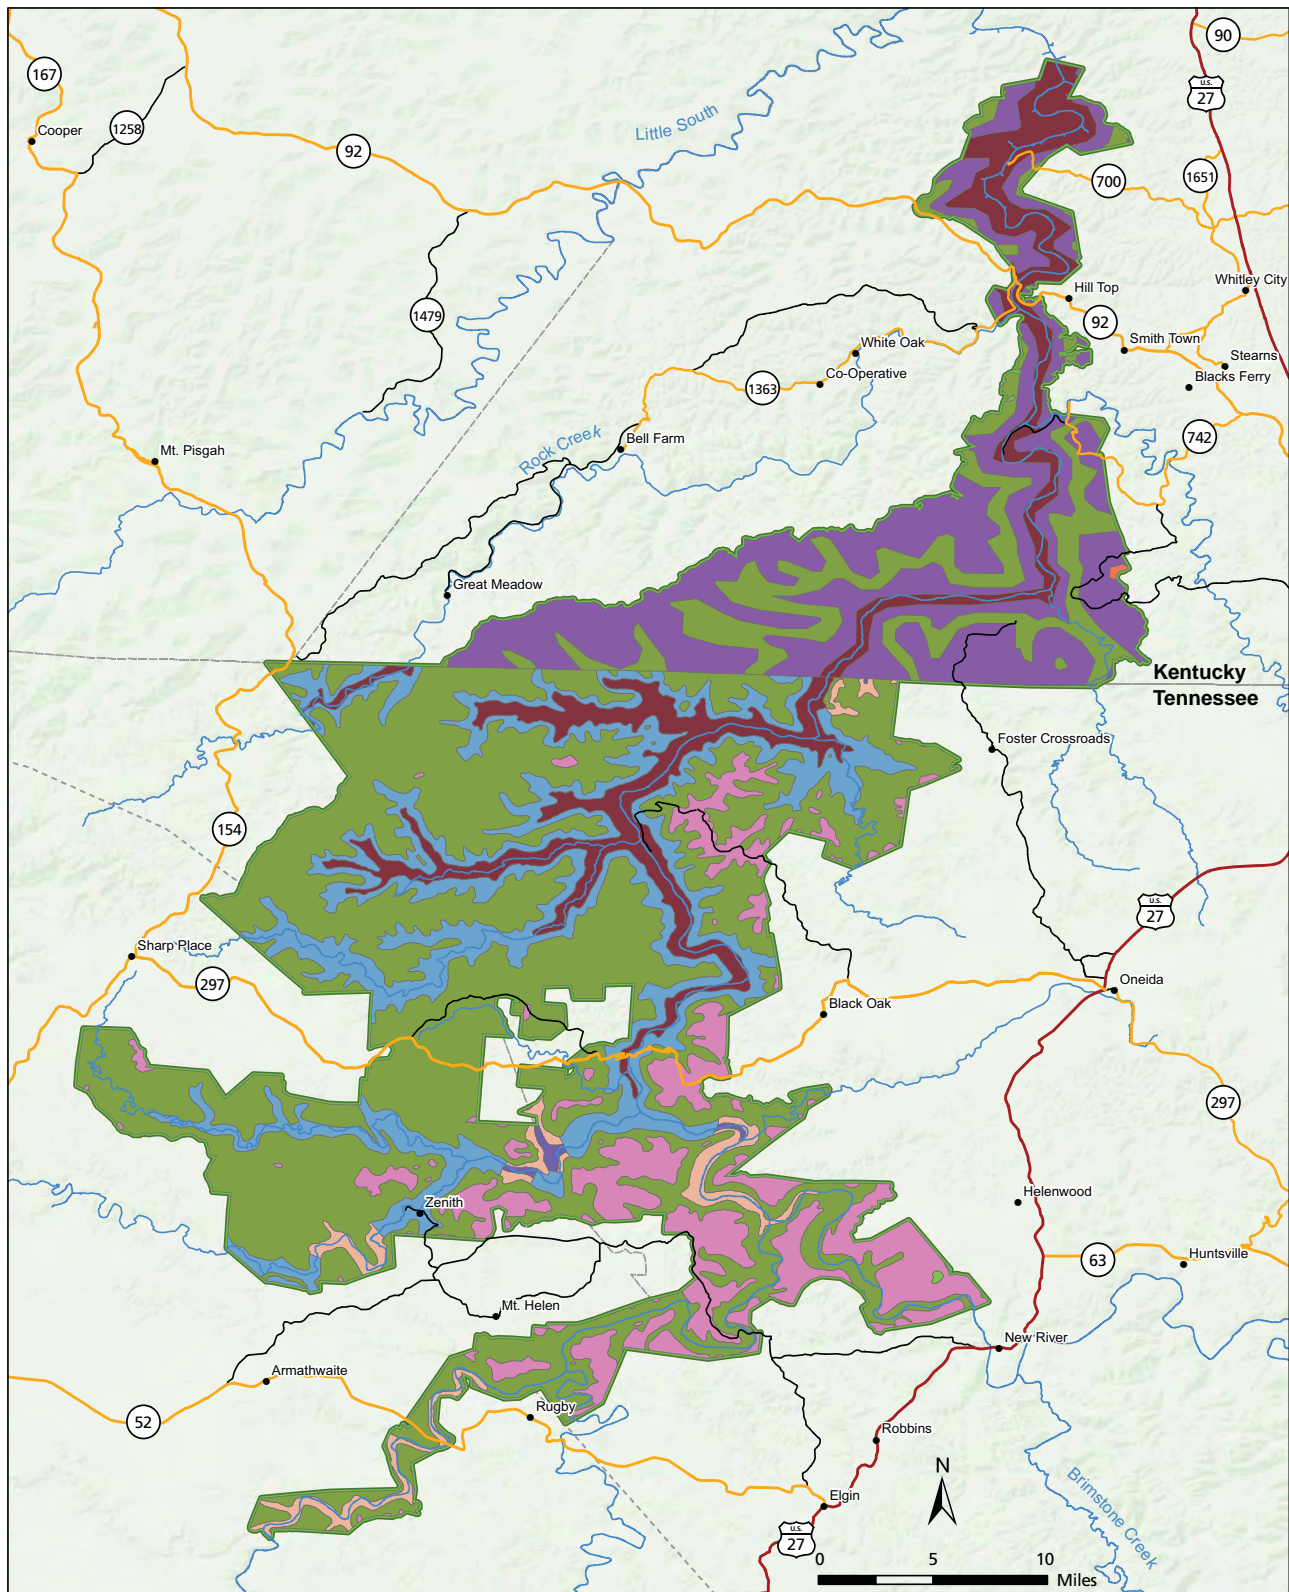 90
167
U.S.
27
Cooper
1258
Little South
92
700
1651
Whitley City
Hill Top
1479
92
Smith Town
White Oak
Stearns
Co-Operative
Blacks Ferry
1363
742
Bell Farm
Mt. Pisgah
Rock Creek
Great Meadow
Kentucky
Tennessee
Foster Crossroads
154
U.S.
27
Sharp Place
297
Oneida
Black Oak
297
Helenwood
Zenith
63
Huntsville
Mt. Helen
New River
Armathwaite
52
Rugby
Robbins
N
Brimstone Creek
Elgin
U.S.
27
0 5 10
Miles